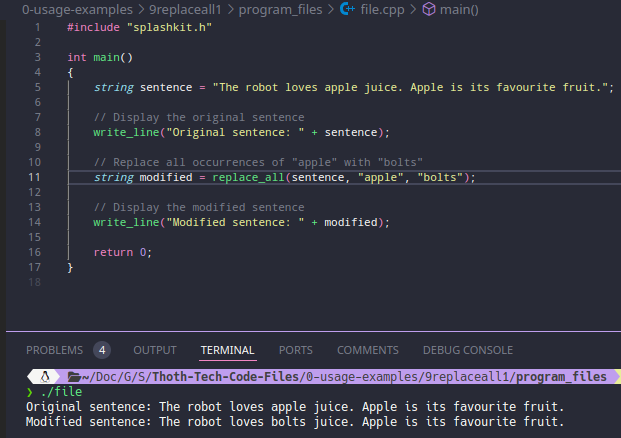 0-usage-examples > 9replaceall1 > program_files > file.cpp > main()
1 #include "splashkit.h"
2
3 int main()
4 {
5 string sentence = "The robot loves apple juice. Apple is its favourite fruit.";
6
7 // Display the original sentence
8 write_line("Original sentence: " + sentence);
9
10 // Replace all occurrences of "apple" with "bolts"
11 string modified = replace_all(sentence, "apple", "bolts");
12
13 // Display the modified sentence
14 write_line("Modified sentence: " + modified);
15
16 return 0;
17 }
18
PROBLEMS 4 OUTPUT TERMINAL PORTS COMMENTS DEBUG CONSOLE
~/Doc/G/S/Thoth-Tech-Code-Files/0-usage-examples/9replaceall1/program_files
❯ ./file
Original sentence: The robot loves apple juice. Apple is its favourite fruit.
Modified sentence: The robot loves bolts juice. Apple is its favourite fruit.